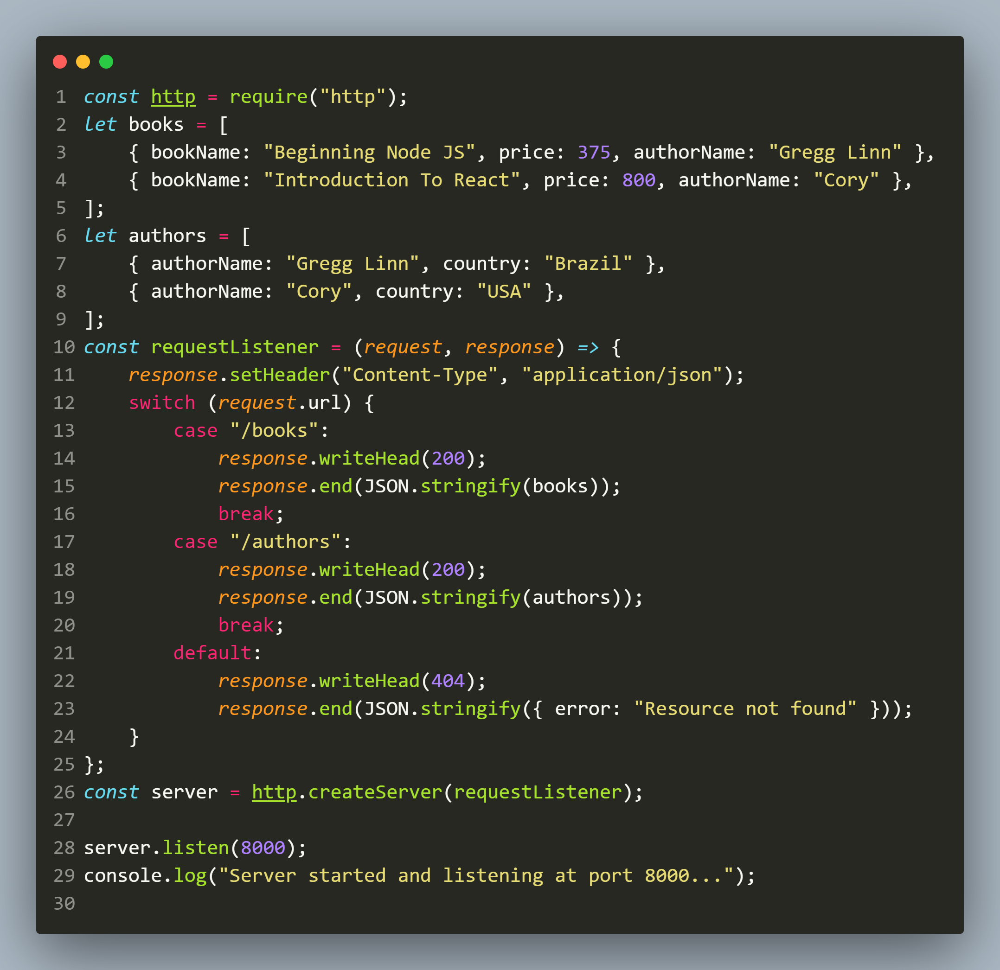 1 const http = require("http");
2 let books = [
3     { bookName: "Beginning Node JS", price: 375, authorName: "Gregg Linn" },
4     { bookName: "Introduction To React", price: 800, authorName: "Cory" },
5 ];
6 let authors = [
7     { authorName: "Gregg Linn", country: "Brazil" },
8     { authorName: "Cory", country: "USA" },
9 ];
10 const requestListener = (request, response) => {
11     response.setHeader("Content-Type", "application/json");
12     switch (request.url) {
13         case "/books":
14             response.writeHead(200);
15             response.end(JSON.stringify(books));
16             break;
17         case "/authors":
18             response.writeHead(200);
19             response.end(JSON.stringify(authors));
20             break;
21         default:
22             response.writeHead(404);
23             response.end(JSON.stringify({ error: "Resource not found" }));
24     }
25 };
26 const server = http.createServer(requestListener);
27
28 server.listen(8000);
29 console.log("Server started and listening at port 8000...");
30